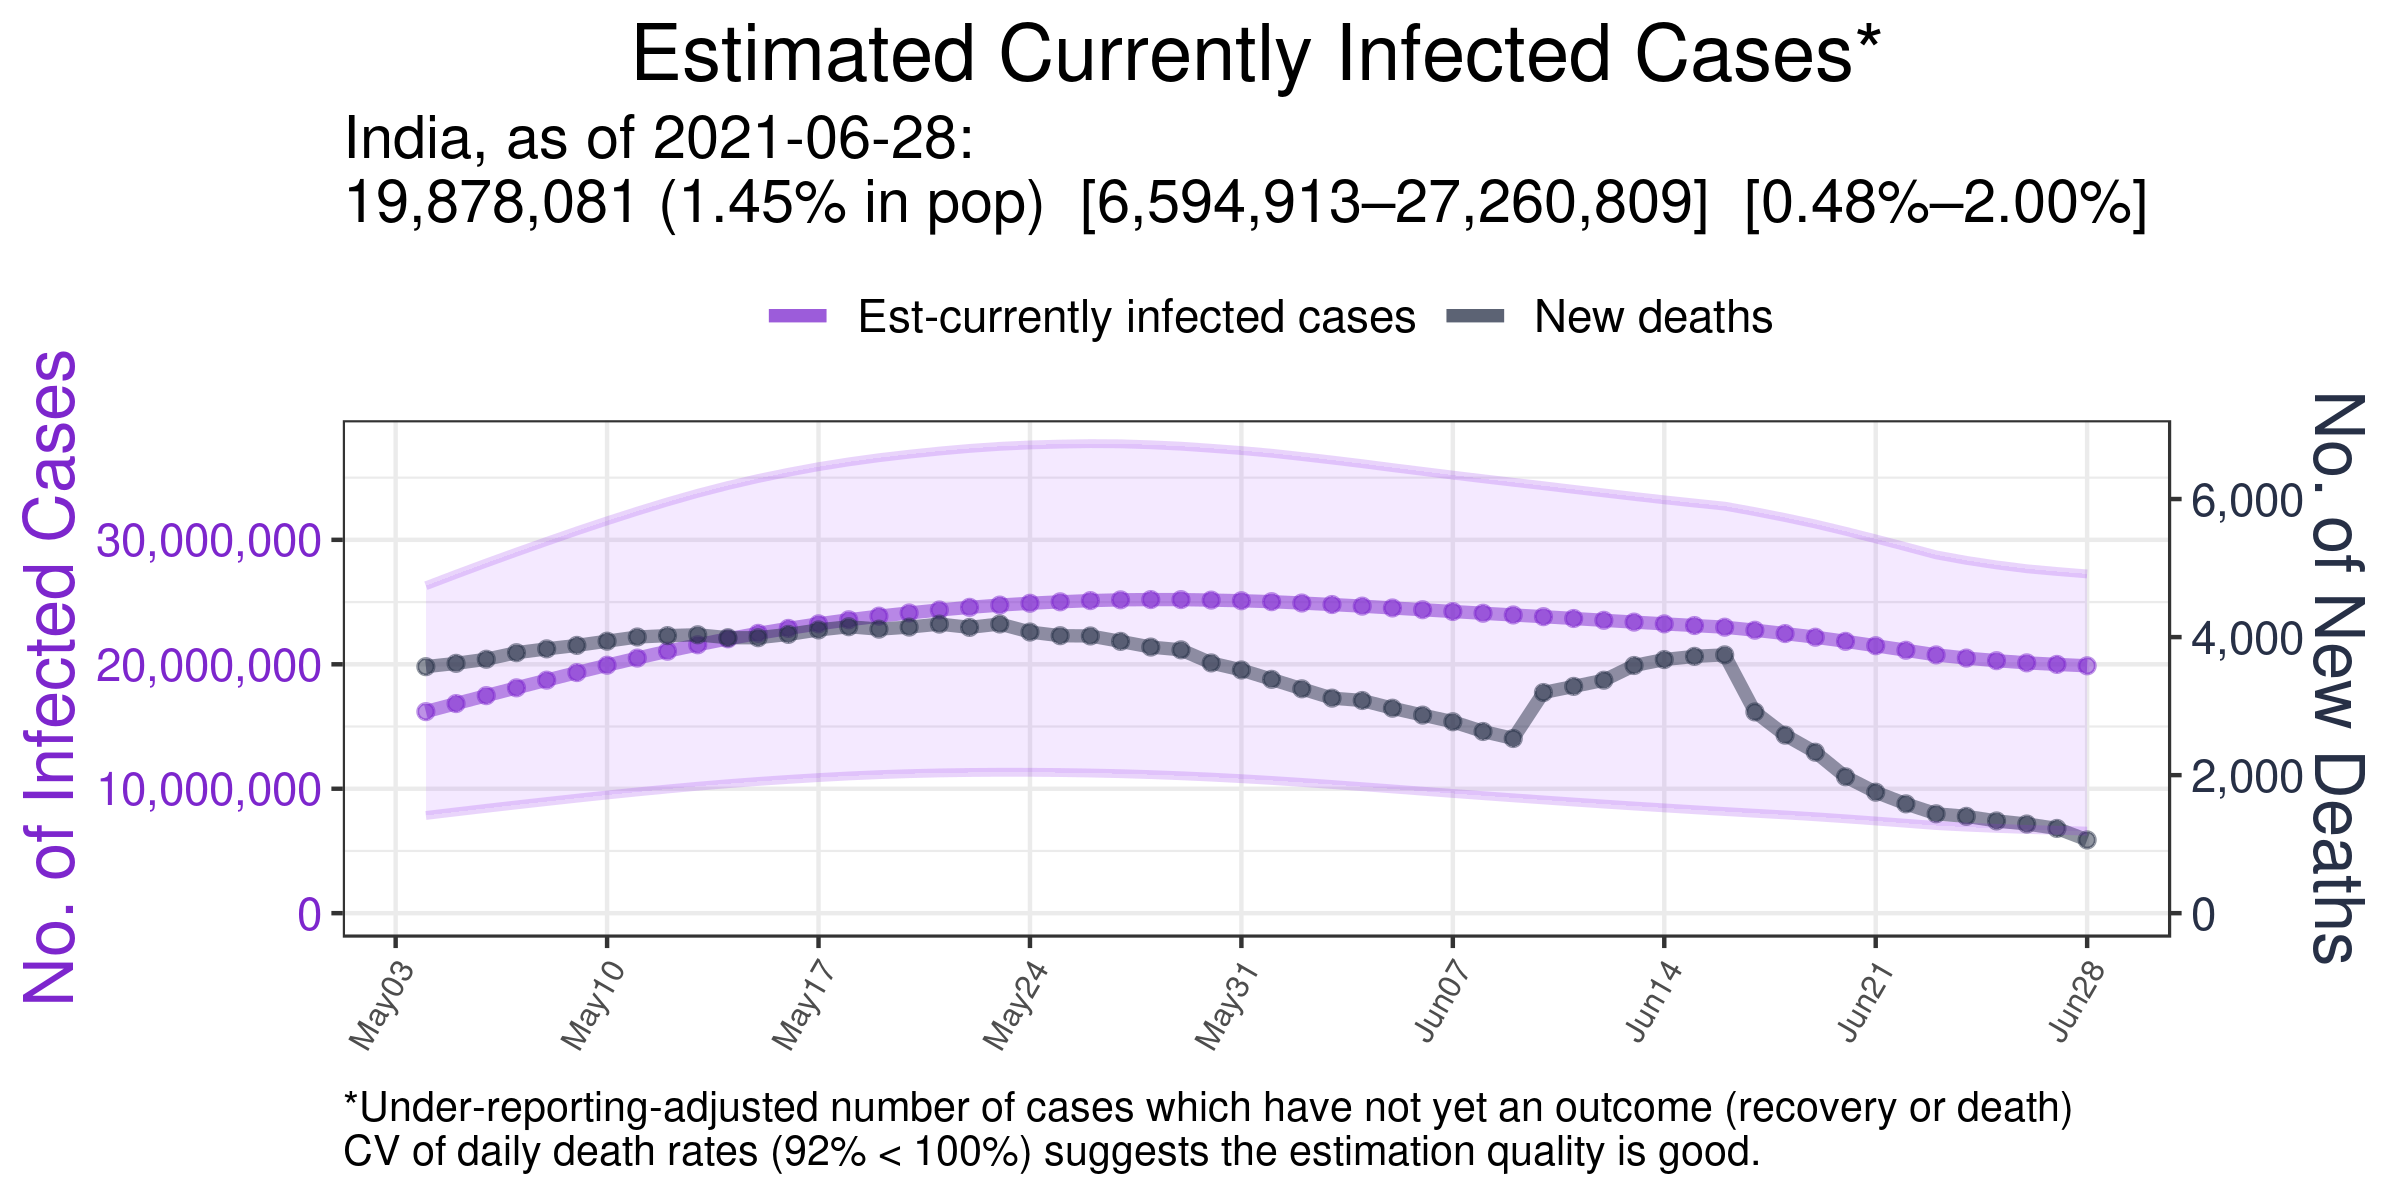 Estimated Currently Infected Cases*
India, as of 2021-06-28:
19,878,081 (1.45% in pop)  [6,594,913–27,260,809]  [0.48%–2.00%]
Est-currently infected cases
New deaths
No. of Infected Cases
30,000,000
20,000,000
10,000,000
0
No. of New Deaths
6,000
4,000
2,000
0
May03
May10
May17
May24
May31
Jun07
Jun14
Jun21
Jun28
*Under-reporting-adjusted number of cases which have not yet an outcome (recovery or death)
CV of daily death rates (92% < 100%) suggests the estimation quality is good.